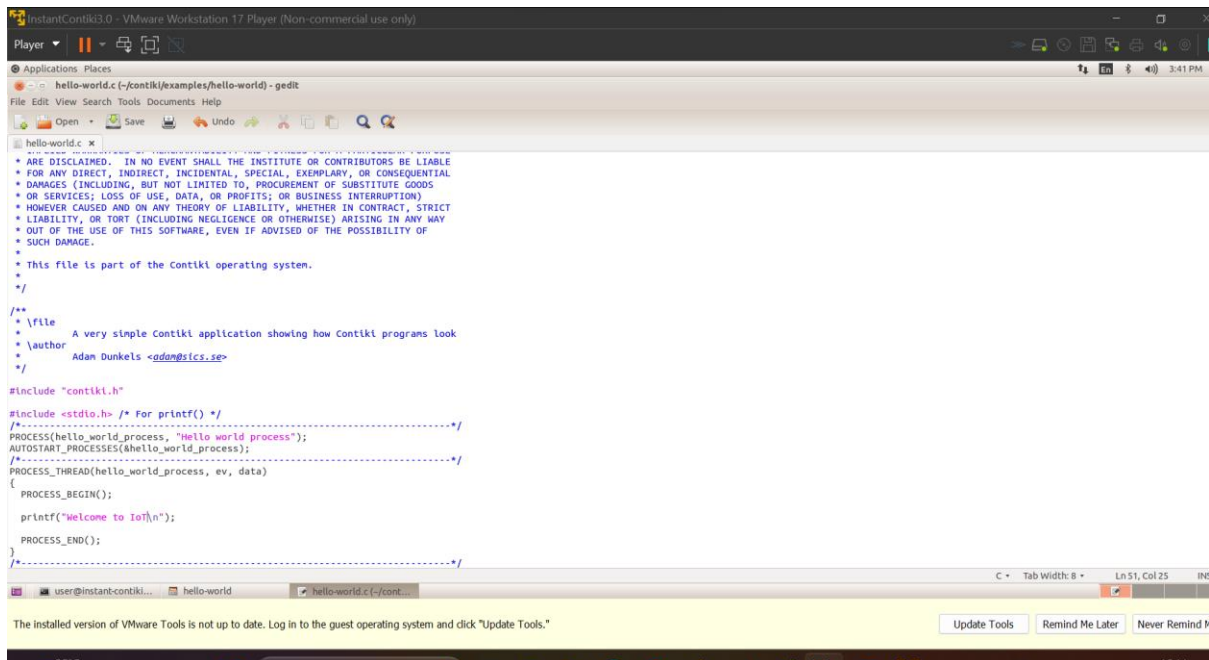 InstantContiki3.0 - VMware Workstation 17 Player (Non-commercial use only)
Player
Applications Places
En
3:41 PM
hello-world.c (~/contiki/examples/hello-world) - gedit
File Edit View Search Tools Documents Help
Open Save Undo
hello-world.c
* ARE DISCLAIMED. IN NO EVENT SHALL THE INSTITUTE OR CONTRIBUTORS BE LIABLE
* FOR ANY DIRECT, INDIRECT, INCIDENTAL, SPECIAL, EXEMPLARY, OR CONSEQUENTIAL
* DAMAGES (INCLUDING, BUT NOT LIMITED TO, PROCUREMENT OF SUBSTITUTE GOODS
* OR SERVICES; LOSS OF USE, DATA, OR PROFITS; OR BUSINESS INTERRUPTION)
* HOWEVER CAUSED AND ON ANY THEORY OF LIABILITY, WHETHER IN CONTRACT, STRICT
* LIABILITY, OR TORT (INCLUDING NEGLIGENCE OR OTHERWISE) ARISING IN ANY WAY
* OUT OF THE USE OF THIS SOFTWARE, EVEN IF ADVISED OF THE POSSIBILITY OF
* SUCH DAMAGE.
*
* This file is part of the Contiki operating system.
*
*/
/**
* \file
* A very simple Contiki application showing how Contiki programs look
* \author
* Adam Dunkels <adam@sics.se>
*/
#include "contiki.h"
#include <stdio.h> /* For printf() */
/*---------------------------------------------------------------------------*/
PROCESS(hello_world_process, "Hello world process");
AUTOSTART_PROCESSES(&hello_world_process);
/*---------------------------------------------------------------------------*/
PROCESS_THREAD(hello_world_process, ev, data)
{
PROCESS_BEGIN();
printf("Welcome to IoT\n");
PROCESS_END();
}
/*---------------------------------------------------------------------------*/
C Tab Width: 8 Ln 51, Col 25 INS
user@instant-contiki... hello-world hello-world.c (~/cont...
The installed version of VMware Tools is not up to date. Log in to the guest operating system and click "Update Tools." Update Tools Remind Me Later Never Remind M